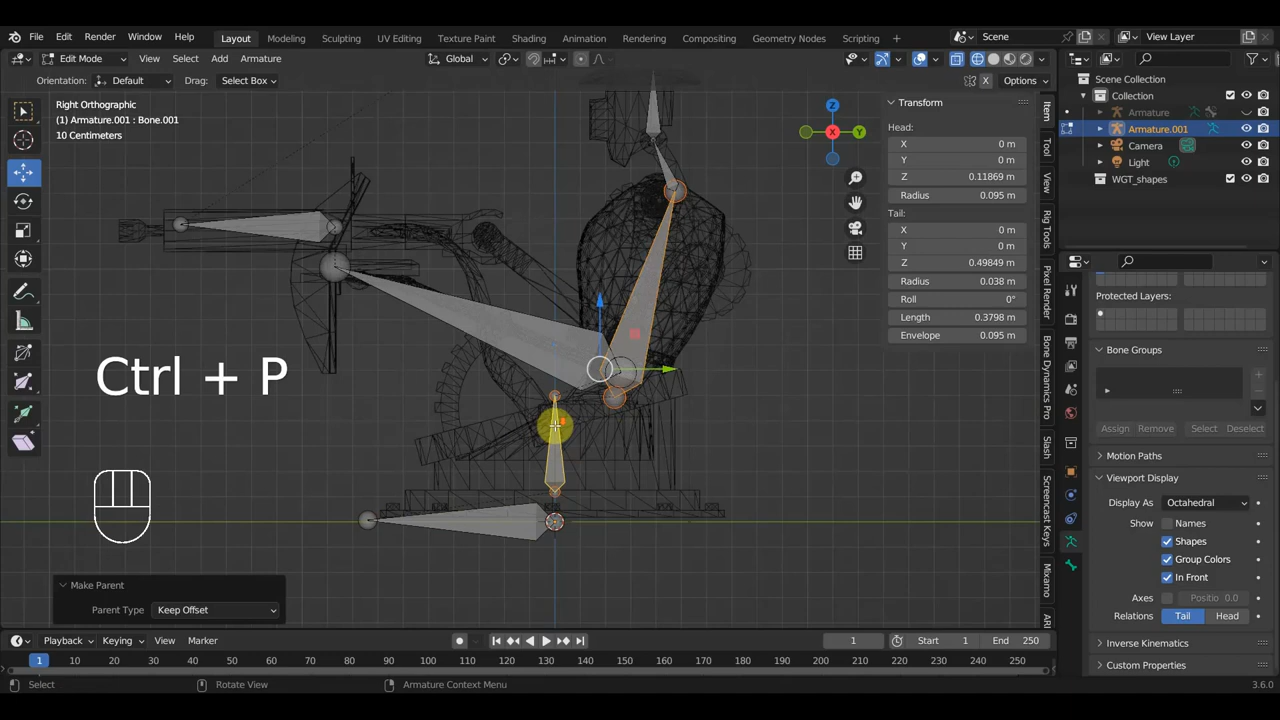 File Edit Render Window Help Layout Modeling Sculpting UV Editing Texture Paint Shading Animation Rendering Compositing Geometry Nodes Scripting + Scene View Layer
Edit Mode View Select Add Armature Global
Orientation: Default Drag: Select Box X Options
Right Orthographic
(1) Armature.001 : Bone.001
10 Centimeters
Z
Y
X
Transform
Head:
X 0 m
Y 0 m
Z 0.11869 m
Radius 0.095 m
Tail:
X 0 m
Y 0 m
Z 0.49849 m
Radius 0.038 m
Roll 0°
Length 0.3798 m
Envelope 0.095 m
Item
Tool
View
Rig Tools
Pixel Render
Bone Dynamics Pro
Slash
Screencast Keys
Mixamo
Scene Collection
Collection
Armature
Armature.001
Camera
Light
WGT_shapes
Protected Layers:
Bone Groups
Assign Remove Select Deselect
Motion Paths
Viewport Display
Display As Octahedral
Show Names
Shapes
Group Colors
In Front
Axes Positio 0.0
Relations Tail Head
Inverse Kinematics
Custom Properties
Ctrl + P
Make Parent
Parent Type Keep Offset
Playback Keying View Marker 1 Start 1 End 250
1 10 20 30 40 50 60 70 80 90 100 110 120 130 140 150 160 170 180 190 200 210 220 230 240 250
Select Rotate View Armature Context Menu 3.6.0